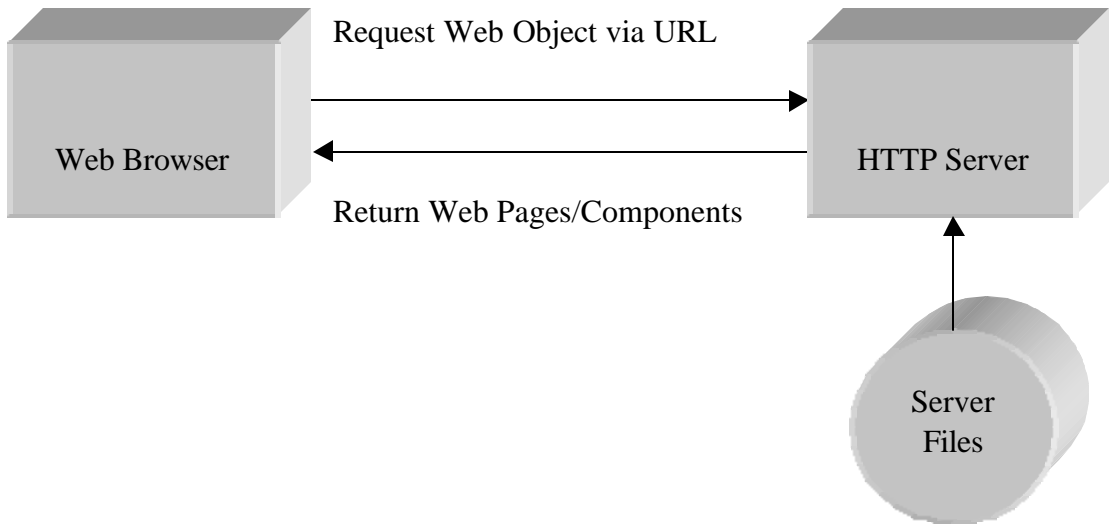 Request Web Object via URL
Web Browser
HTTP Server
Return Web Pages/Components
Server
Files